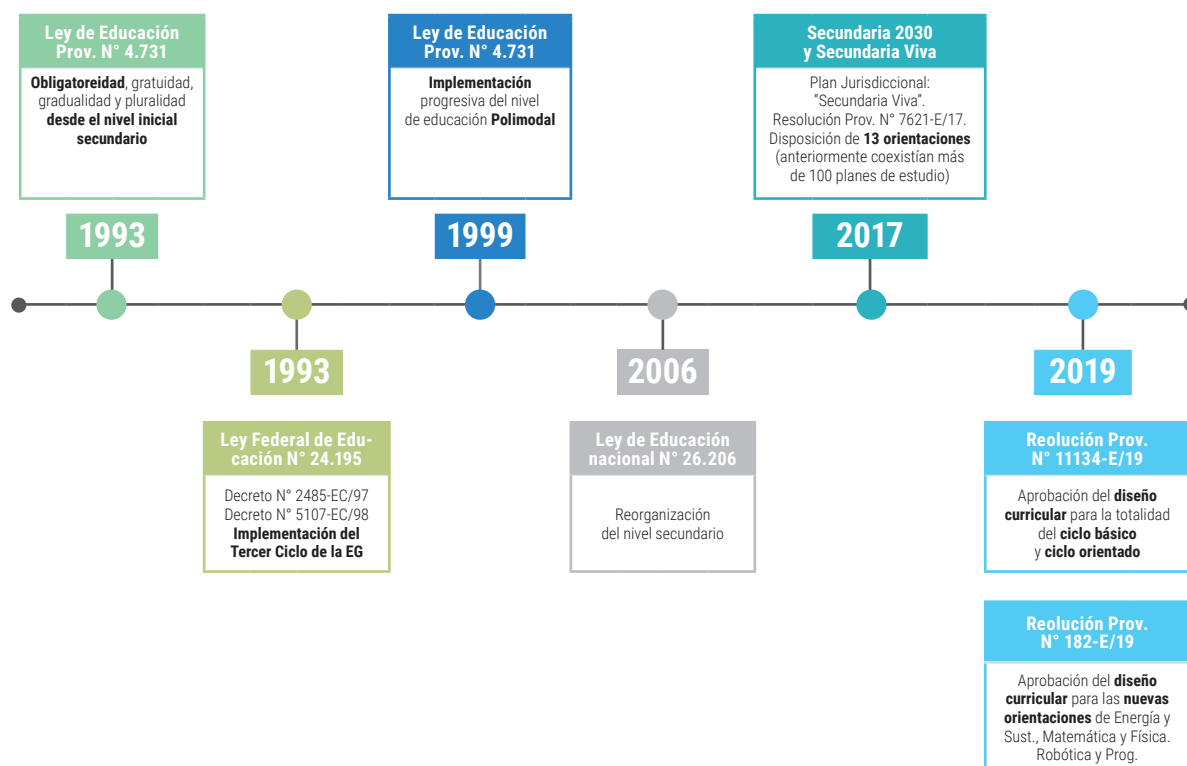 Ley de Educación
Prov. N° 4.731
Obligatoreidad, gratuidad,
gradualidad y pluralidad
desde el nivel inicial
secundario
1993
Ley de Educación
Prov. N° 4.731
Implementación
progresiva del nivel
de educación Polimodal
1999
Secundaria 2030
y Secundaria Viva
Plan Jurisdiccional:
"Secundaria Viva".
Resolución Prov. N° 7621-E/17.
Disposición de 13 orientaciones
(anteriormente coexistían más
de 100 planes de estudio)
2017
1993
Ley Federal de Edu-
cación N° 24.195
Decreto N° 2485-EC/97
Decreto N° 5107-EC/98
Implementación del
Tercer Ciclo de la EG
2006
Ley de Educación
nacional N° 26.206
Reorganización
del nivel secundario
2019
Reolución Prov.
N° 11134-E/19
Aprobación del diseño
curricular para la totalidad
del ciclo básico
y ciclo orientado
Reolución Prov.
N° 182-E/19
Aprobación del diseño
curricular para las nuevas
orientaciones de Energía y
Sust., Matemática y Física.
Robótica y Prog.